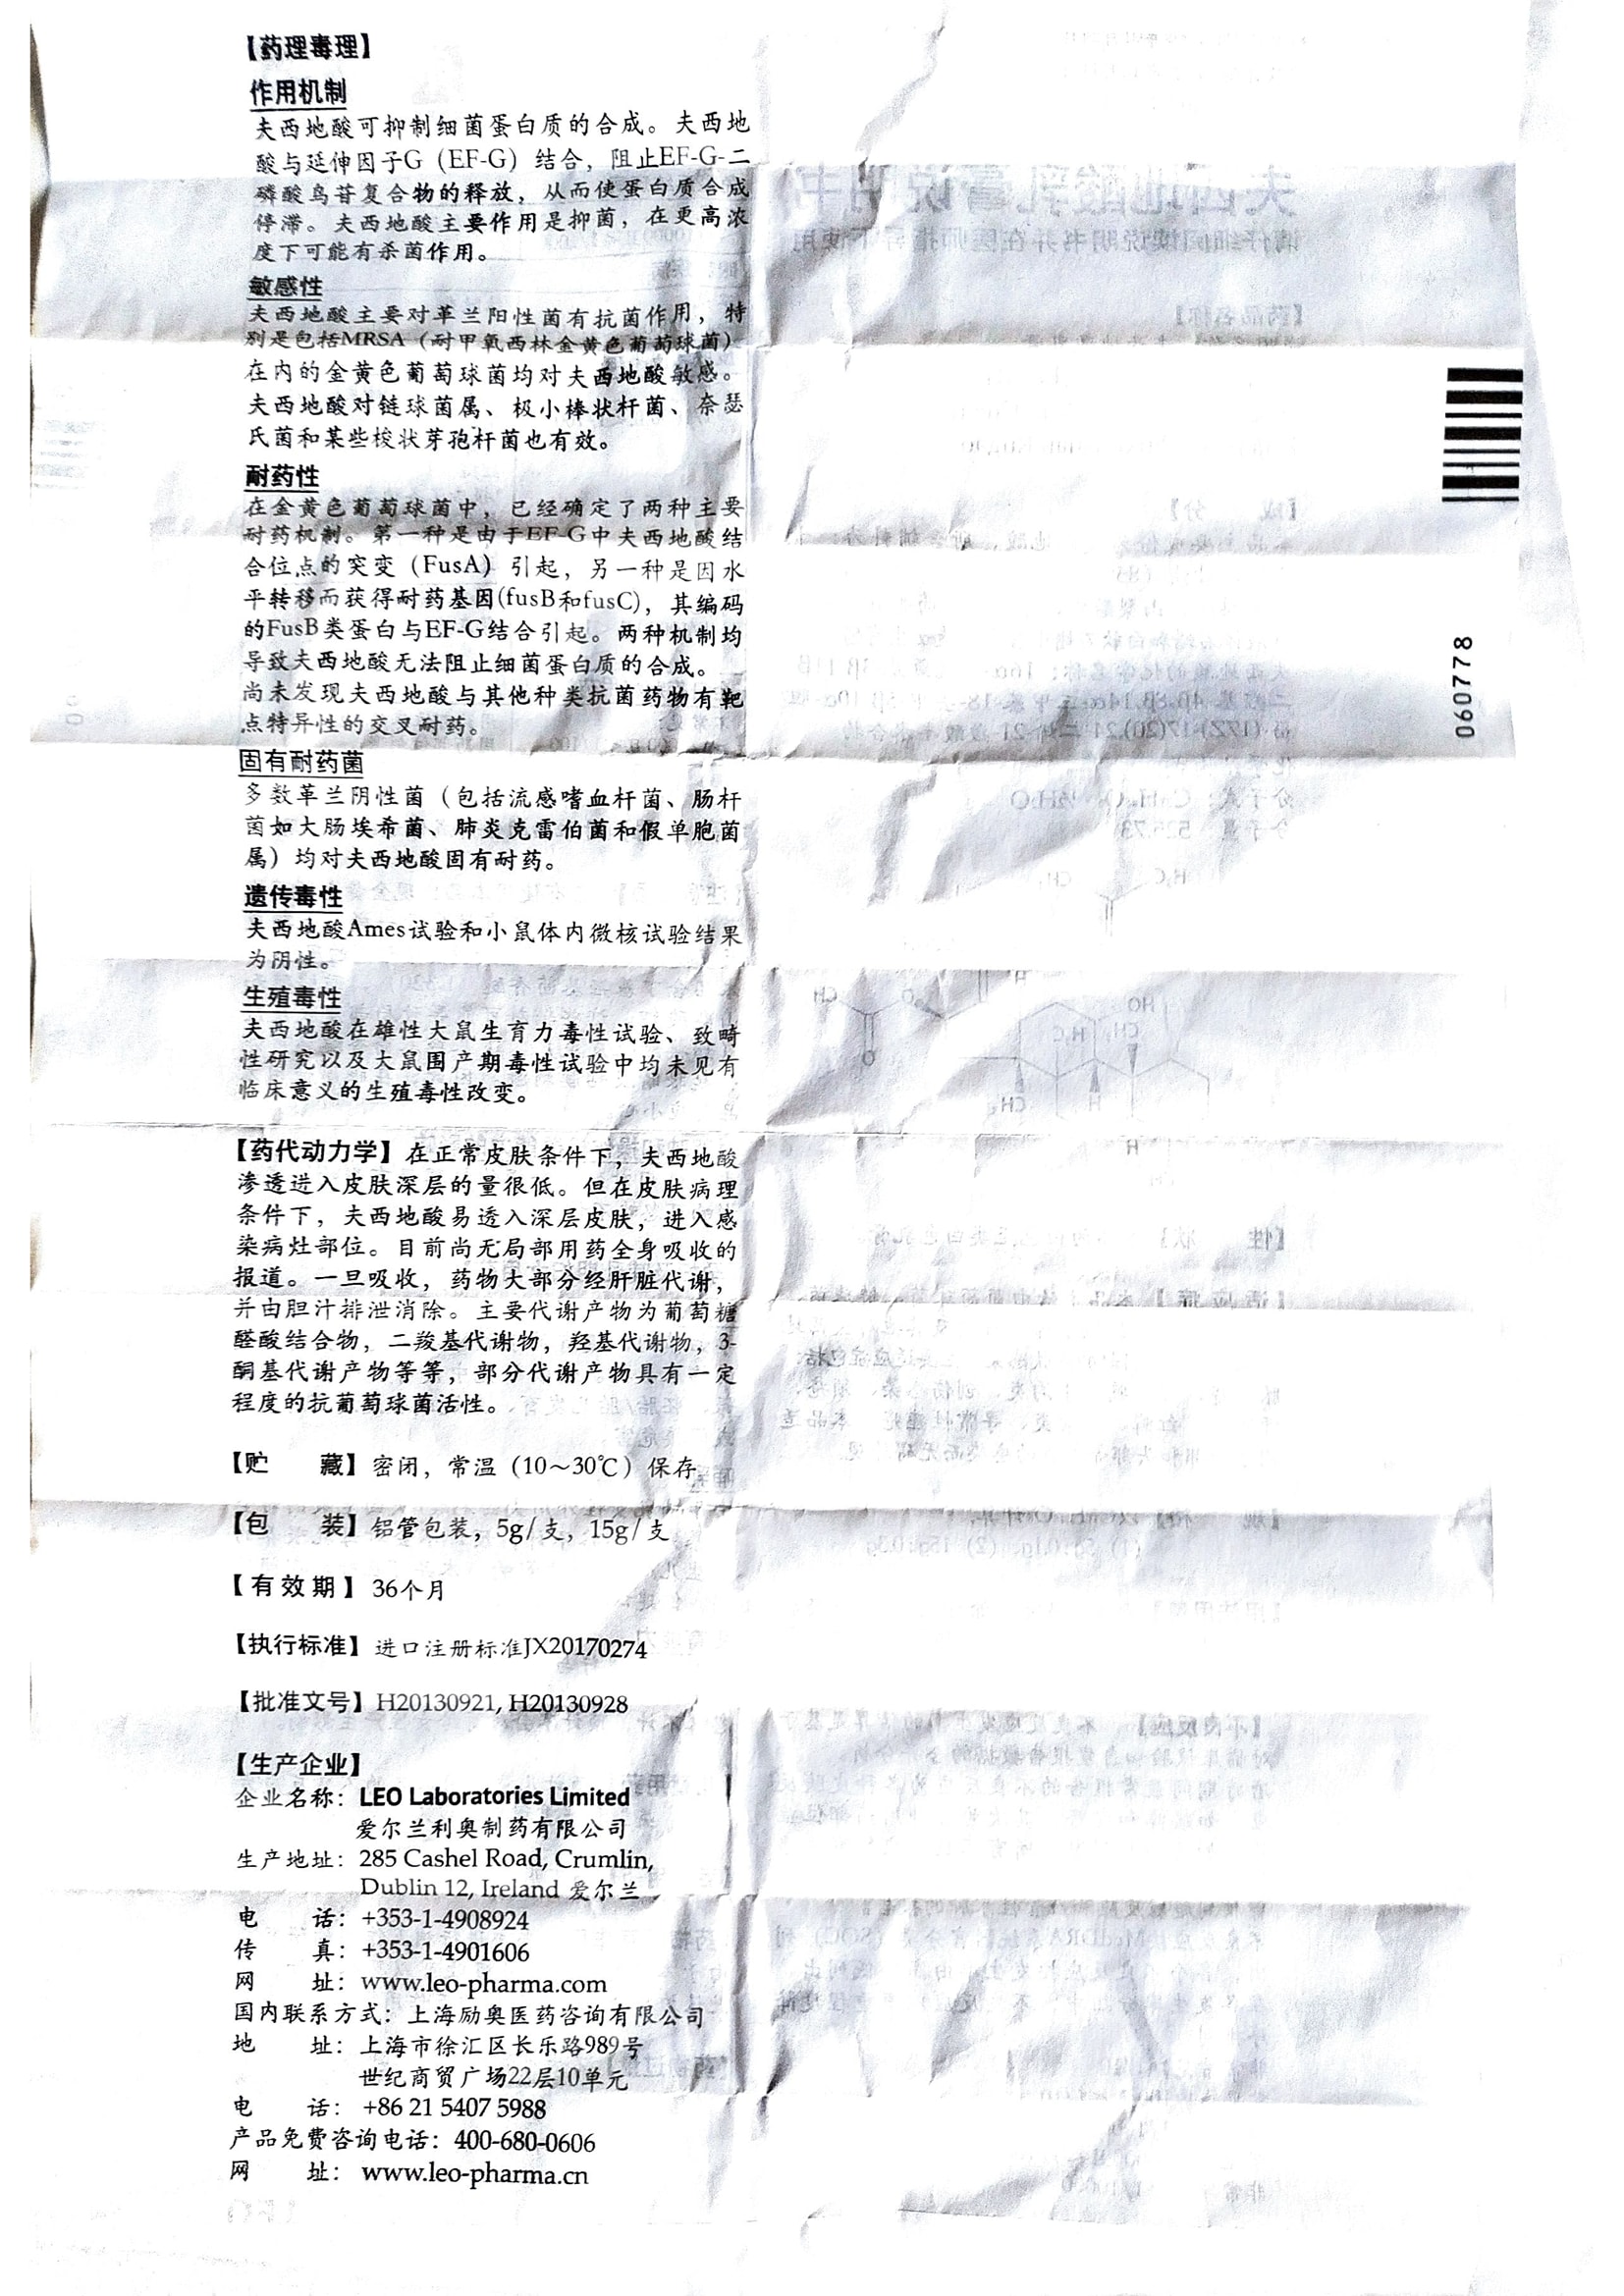 【药理毒理】
作用机制
夫西地酸可抑制细菌蛋白质的合成。夫西地
酸与延伸因子G（EF-G）结合，阻止EF-G-二
磷酸鸟苷复合物的释放，从而使蛋白质合成
停滞。夫西地酸主要作用是抑菌，在更高浓
度下可能有杀菌作用。
敏感性
夫西地酸主要对革兰阳性菌有抗菌作用，特
别是包括MRSA（耐甲氧西林金黄色葡萄球菌）
在内的金黄色葡萄球菌均对夫西地酸敏感。
夫西地酸对链球菌属、极小棒状杆菌、奈瑟
氏菌和某些梭状芽孢杆菌也有效。
耐药性
在金黄色葡萄球菌中，已经确定了两种主要
耐药机制。第一种是由于EF-G中夫西地酸结
合位点的突变（FusA）引起，另一种是因水
平转移而获得耐药基因(fusB和fusC)，其编码
的FusB类蛋白与EF-G结合引起。两种机制均
导致夫西地酸无法阻止细菌蛋白质的合成。
尚未发现夫西地酸与其他种类抗菌药物有靶
点特异性的交叉耐药。
固有耐药菌
多数革兰阴性菌（包括流感嗜血杆菌、肠杆
菌如大肠埃希菌、肺炎克雷伯菌和假单胞菌
属）均对夫西地酸固有耐药。
遗传毒性
夫西地酸Ames试验和小鼠体内微核试验结果
为阴性。
生殖毒性
夫西地酸在雄性大鼠生育力毒性试验、致畸
性研究以及大鼠围产期毒性试验中均未见有
临床意义的生殖毒性改变。
【药代动力学】在正常皮肤条件下，夫西地酸
渗透进入皮肤深层的量很低。但在皮肤病理
条件下，夫西地酸易透入深层皮肤，进入感
染病灶部位。目前尚无局部用药全身吸收的
报道。一旦吸收，药物大部分经肝脏代谢，
并由胆汁排泄消除。主要代谢产物为葡萄糖
醛酸结合物，二羧基代谢物，羟基代谢物，3-
酮基代谢产物等等，部分代谢产物具有一定
程度的抗葡萄球菌活性。
【贮 藏】密闭，常温（10～30℃）保存
【包 装】铝管包装，5g/支，15g/支
【有效期】36个月
【执行标准】进口注册标准JX20170274
【批准文号】H20130921, H20130928
【生产企业】
企业名称：LEO Laboratories Limited
爱尔兰利奥制药有限公司
生产地址：285 Cashel Road, Crumlin,
Dublin 12, Ireland 爱尔兰
电 话：+353-1-4908924
传 真：+353-1-4901606
网 址：www.leo-pharma.com
国内联系方式：上海励奥医药咨询有限公司
地 址：上海市徐汇区长乐路989号
世纪商贸广场22层10单元
电 话：+86 21 5407 5988
产品免费咨询电话：400-680-0606
网 址：www.leo-pharma.cn
060778